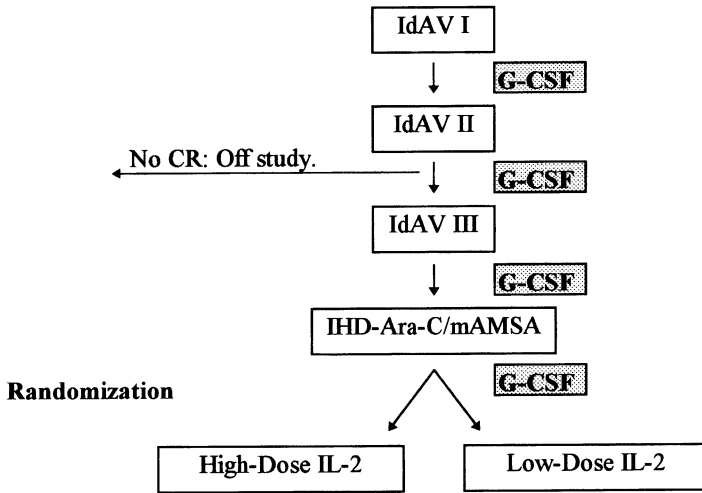 IdAV I
G-CSF
IdAV II
No CR: Off study.
G-CSF
IdAV III
G-CSF
IHD-Ara-C/mAMSA
G-CSF
Randomization
High-Dose IL-2
Low-Dose IL-2